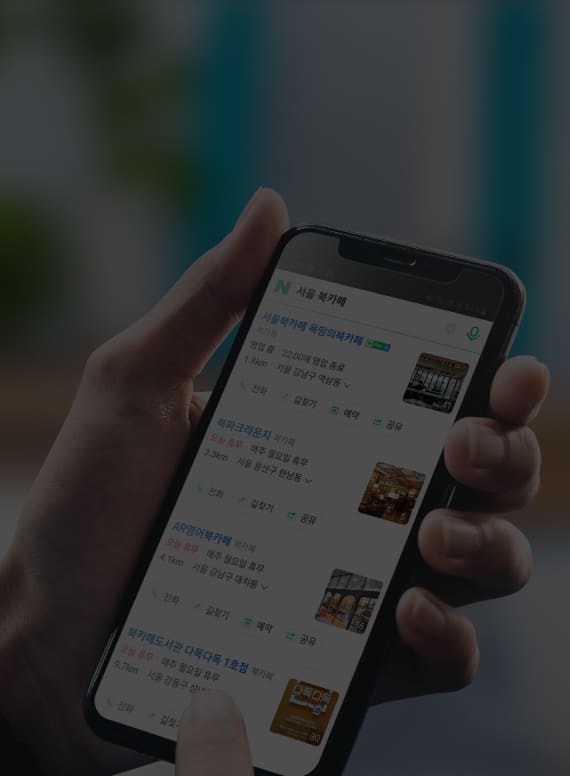 N 서울 북카페
서울북카페 욕망의북카페
북카페
영업 중 22:00에 영업 종료
1.8km 서울 강남구 역삼동
전화 길찾기 예약 공유
북파크라운지 북카페
오늘 휴무 매주 월요일 휴무
3.3km 서울 용산구 한남동
전화 길찾기 공유
5
AR영어북카페 북카페
오늘 휴무 매주 월요일 휴무
4.1km 서울 강남구 대치동
전화 길찾기 예약 공유
북카페도서관 다독다독 1호점 북카페
오늘 휴무 매주 월요일 휴무
9.7km 서울 강동구
다독다독
30
전화